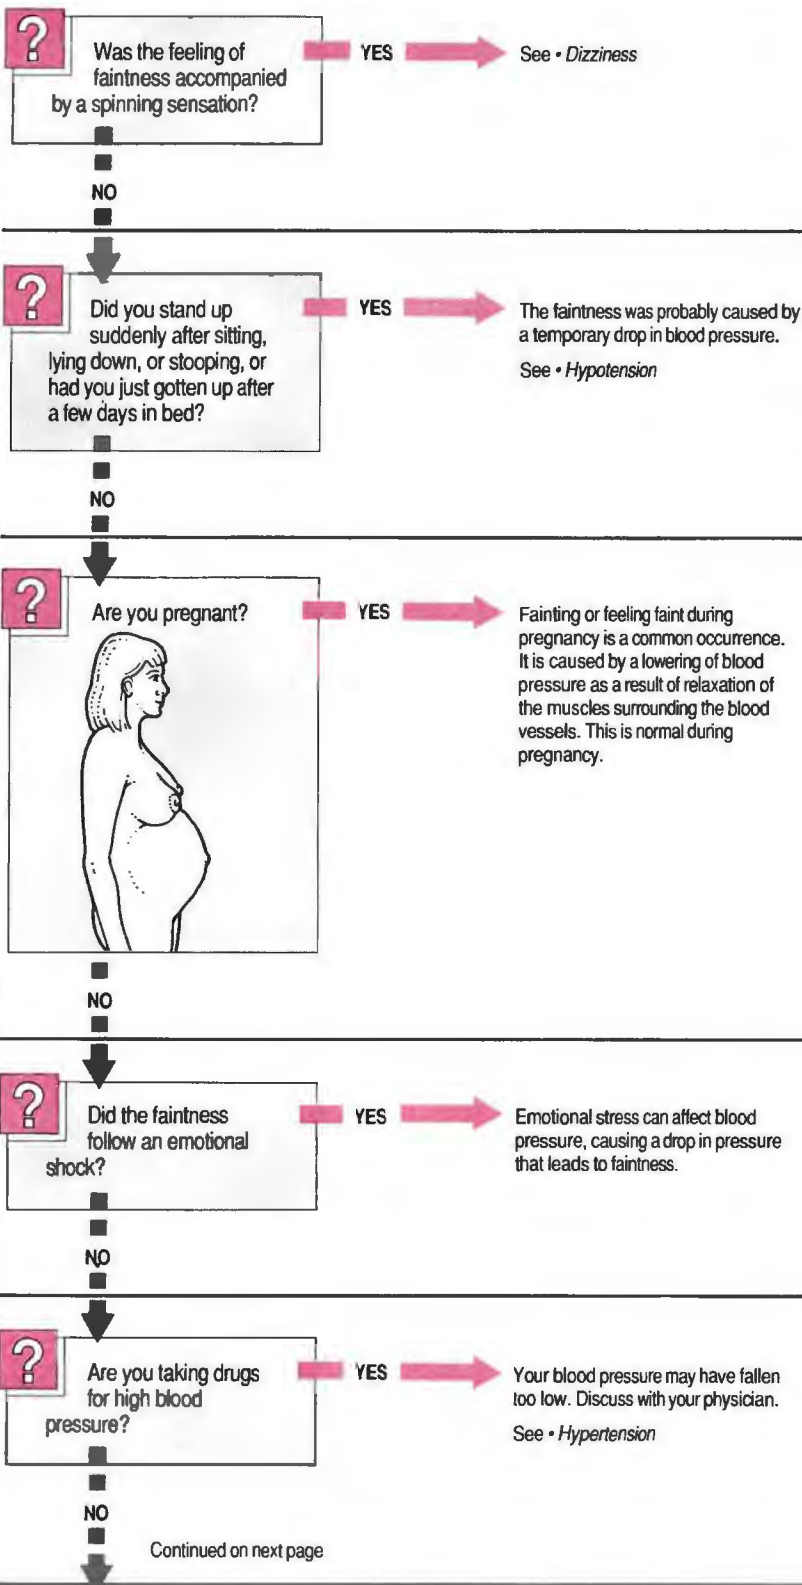 ?
Was the feeling of
faintness accompanied
by a spinning sensation?
YES
See • Dizziness
NO
?
Did you stand up
suddenly after sitting,
lying down, or stooping, or
had you just gotten up after
a few days in bed?
YES
The faintness was probably caused by
a temporary drop in blood pressure.
See • Hypotension
NO
?
Are you pregnant?
YES
Fainting or feeling faint during
pregnancy is a common occurrence.
It is caused by a lowering of blood
pressure as a result of relaxation of
the muscles surrounding the blood
vessels. This is normal during
pregnancy.
NO
?
Did the faintness
follow an emotional
shock?
YES
Emotional stress can affect blood
pressure, causing a drop in pressure
that leads to faintness.
NO
?
Are you taking drugs
for high blood
pressure?
YES
Your blood pressure may have fallen
too low. Discuss with your physician.
See • Hypertension
NO
Continued on next page